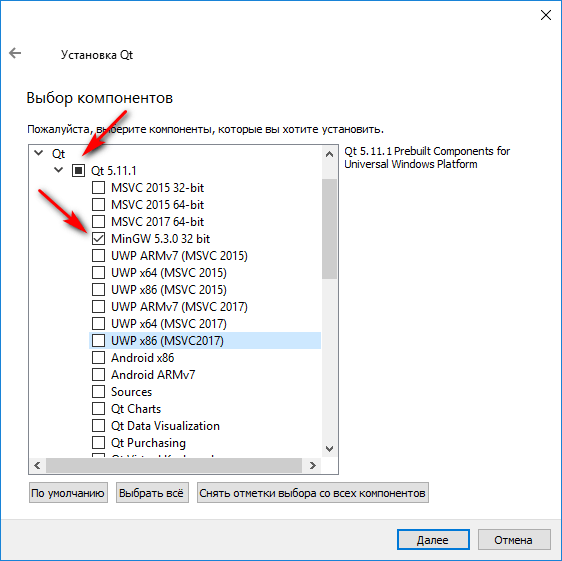 Установка Qt
Выбор компонентов
Пожалуйста, выберите компоненты, которые вы хотите установить.
Qt
Qt 5.11.1
MSVC 2015 32-bit
MSVC 2015 64-bit
MSVC 2017 64-bit
MinGW 5.3.0 32 bit
UWP ARMv7 (MSVC 2015)
UWP x64 (MSVC 2015)
UWP x86 (MSVC 2015)
UWP ARMv7 (MSVC 2017)
UWP x64 (MSVC 2017)
UWP x86 (MSVC2017)
Android x86
Android ARMv7
Sources
Qt Charts
Qt Data Visualization
Qt Purchasing
Qt 5.11.1 Prebuilt Components for
Universal Windows Platform
По умолчанию
Выбрать всё
Снять отметки выбора со всех компонентов
Далее
Отмена